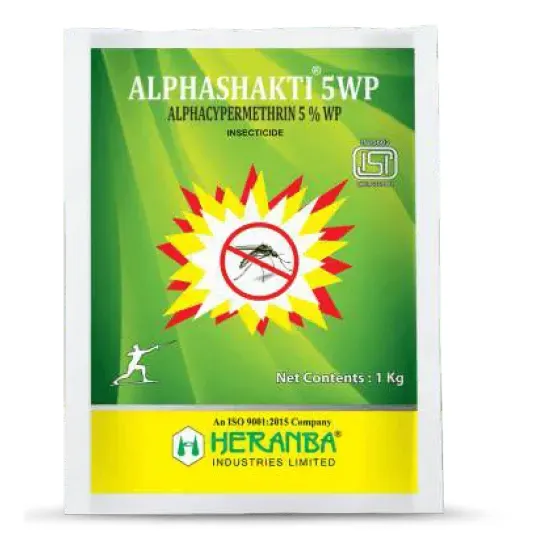 ALPHASHAKTI® 5WP
ALPHACYPERMETHRIN 5 % WP
INSECTICIDE
ISI
Net Contents : 1 Kg
An ISO 9001:2015 Company
HERANBA®
INDUSTRIES LIMITED